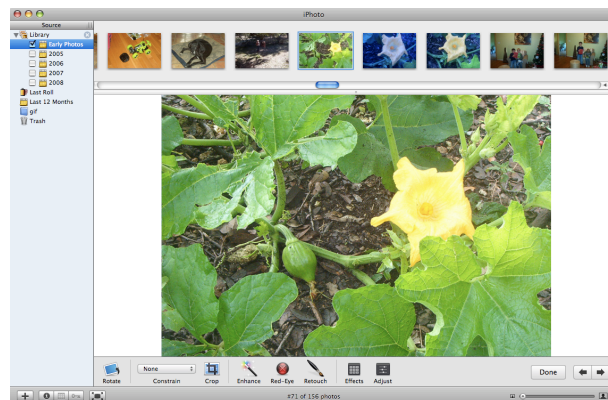 iPhoto
Source
Library
Early Photos
2005
2006
2007
2008
Last Roll
Last 12 Months
gif
Trash
Rotate
None
Constrain
Crop
Enhance
Red-Eye
Retouch
Effects
Adjust
Done
#71 of 156 photos